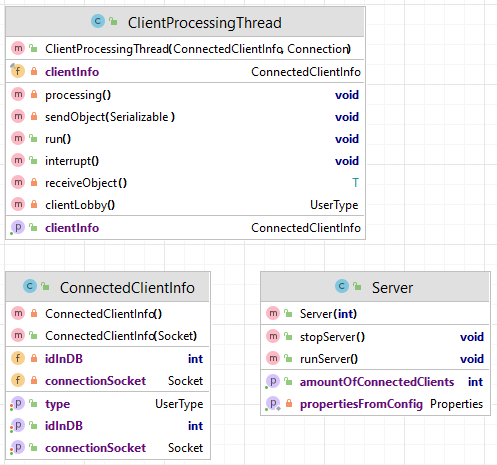 ClientProcessingThread
ClientProcessingThread(ConnectedClientInfo, Connection)
clientInfo ConnectedClientInfo
processing() void
sendObject(Serializable) void
run() void
interrupt() void
receiveObject() T
clientLobby() UserType
clientInfo ConnectedClientInfo
ConnectedClientInfo
ConnectedClientInfo()
ConnectedClientInfo(Socket)
idInDB int
connectionSocket Socket
type UserType
idInDB int
connectionSocket Socket
Server
Server(int)
stopServer() void
runServer() void
amountOfConnectedClients int
propertiesFromConfig Properties